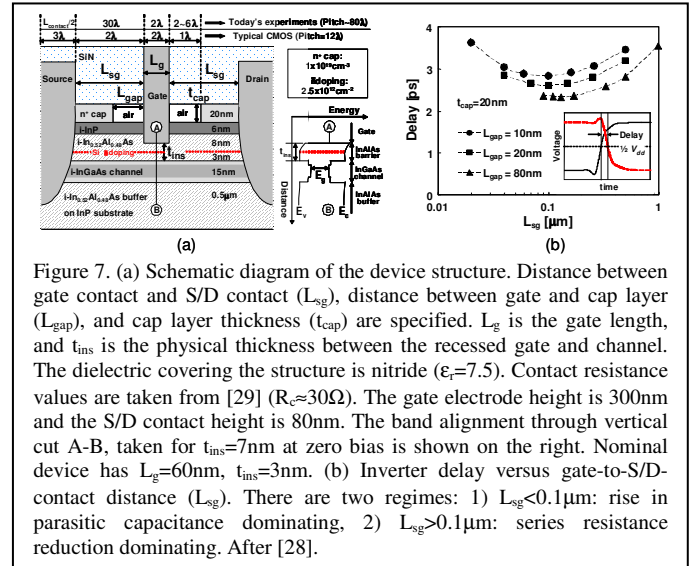 L_contact/2 30λ 2λ 2~6λ Today's experiments (Pitch~80λ)
3λ 2λ 2λ 1λ Typical CMOS (Pitch=12λ)
SiN
L_g
Source L_sg Gate L_sg Drain
L_gap t_cap
n⁺ cap air air 20nm
i-InP A 6nm
i-In₀.₅₂Al₀.₄₈As 8nm
Si δdoping t_ins 3nm
i-InGaAs channel 15nm
i-In₀.₅₂Al₀.₄₈As buffer 0.5μm
on InP substrate B
n⁺ cap:
δdoping:
Energy
A
Gate
t_ins
InAlAs
barrier
E_g
InGaAs
channel
InAlAs
buffer
Distance
E_v B E_c
(a)
Delay [ps]
4
3
2
1
0
t_cap=20nm
L_gap = 10nm
L_gap = 20nm
L_gap = 80nm
Voltage
Delay
½ V_dd
time
0.01 0.1 1
L_sg [μm]
(b)
Figure 7. (a) Schematic diagram of the device structure. Distance between
gate contact and S/D contact (L_sg), distance between gate and cap layer
(L_gap), and cap layer thickness (t_cap) are specified. L_g is the gate length,
and t_ins is the physical thickness between the recessed gate and channel.
The dielectric covering the structure is nitride (ε_r=7.5). Contact resistance
values are taken from [29] (R_c≈30Ω). The gate electrode height is 300nm
and the S/D contact height is 80nm. The band alignment through vertical
cut A-B, taken for t_ins=7nm at zero bias is shown on the right. Nominal
device has L_g=60nm, t_ins=3nm. (b) Inverter delay versus gate-to-S/D-
contact distance (L_sg). There are two regimes: 1) L_sg<0.1μm: rise in
parasitic capacitance dominating, 2) L_sg>0.1μm: series resistance
reduction dominating. After [28].